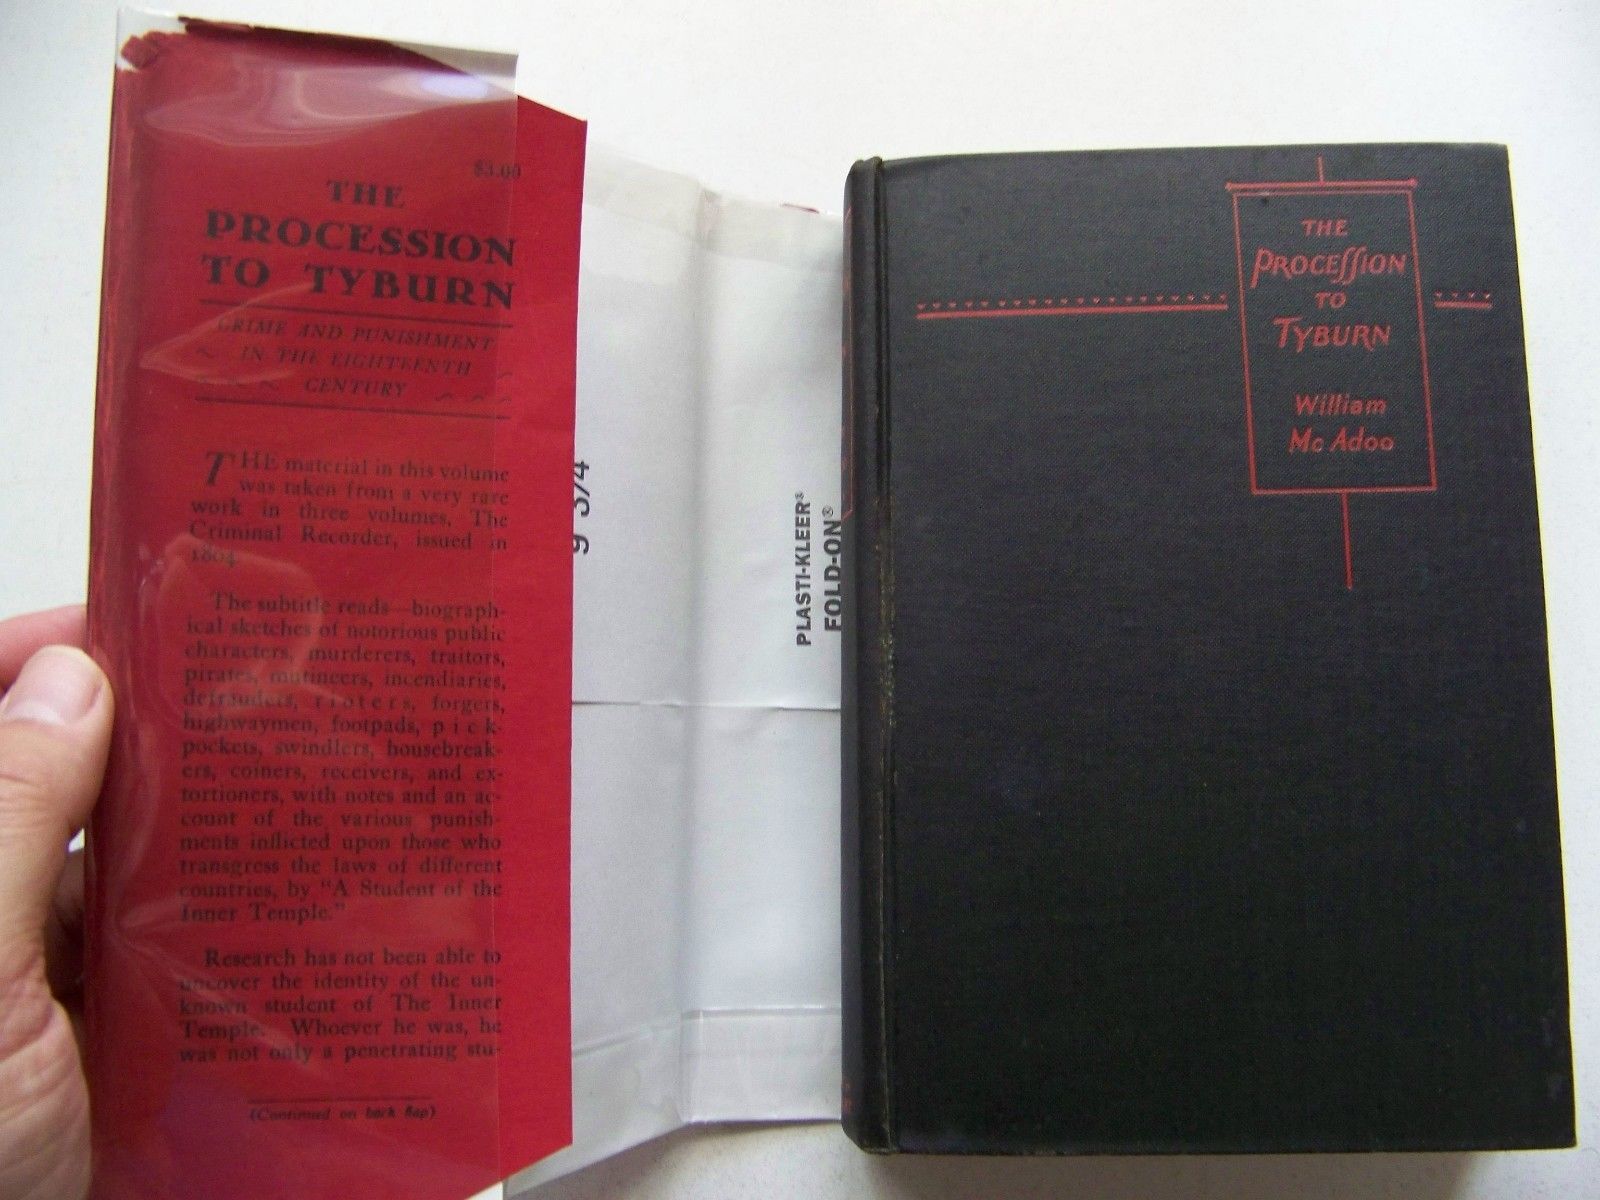 $3.00
THE
PROCESSION
TO TYBURN
CRIME AND PUNISHMENT
IN THE EIGHTEENTH
CENTURY
THE material in this volume
was taken from a very rare
work in three volumes, The
Criminal Recorder, issued in
1804.
The subtitle reads—biograph-
ical sketches of notorious public
characters, murderers, traitors,
pirates, mutineers, incendiaries,
defrauders, rioters, forgers,
highwaymen, footpads, pick-
pockets, swindlers, housebreak-
ers, coiners, receivers, and ex-
tortioners, with notes and an ac-
count of the various punish-
ments inflicted upon those who
transgress the laws of different
countries, by "A Student of the
Inner Temple."
Research has not been able to
uncover the identity of the un-
known student of The Inner
Temple. Whoever he was, he
was not only a penetrating stu-
(Continued on back flap)
9 3/4
PLASTI-KLEER®
FOLD-ON®
THE
PROCESSION
TO
TYBURN
William
McAdoo